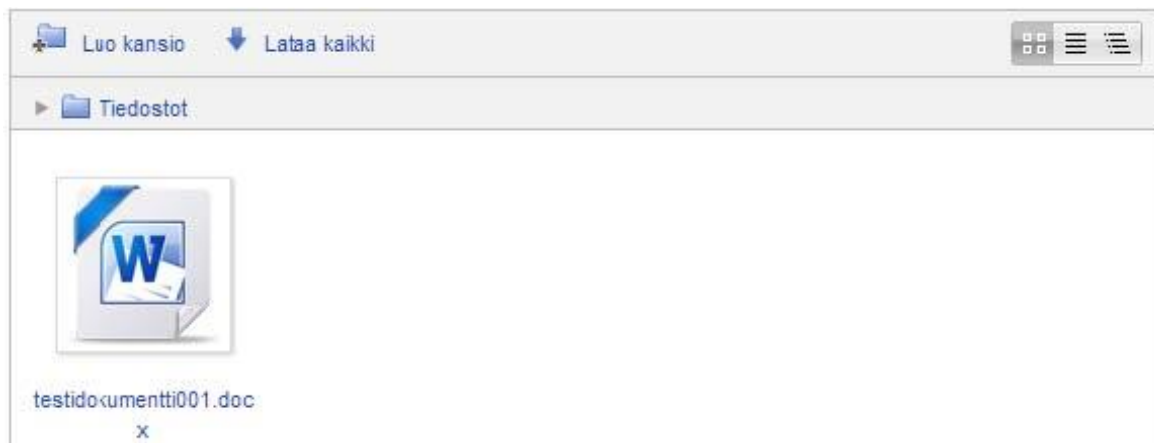 Luo kansio Lataa kaikki
Tiedostot
W
testidokumentti001.doc
x